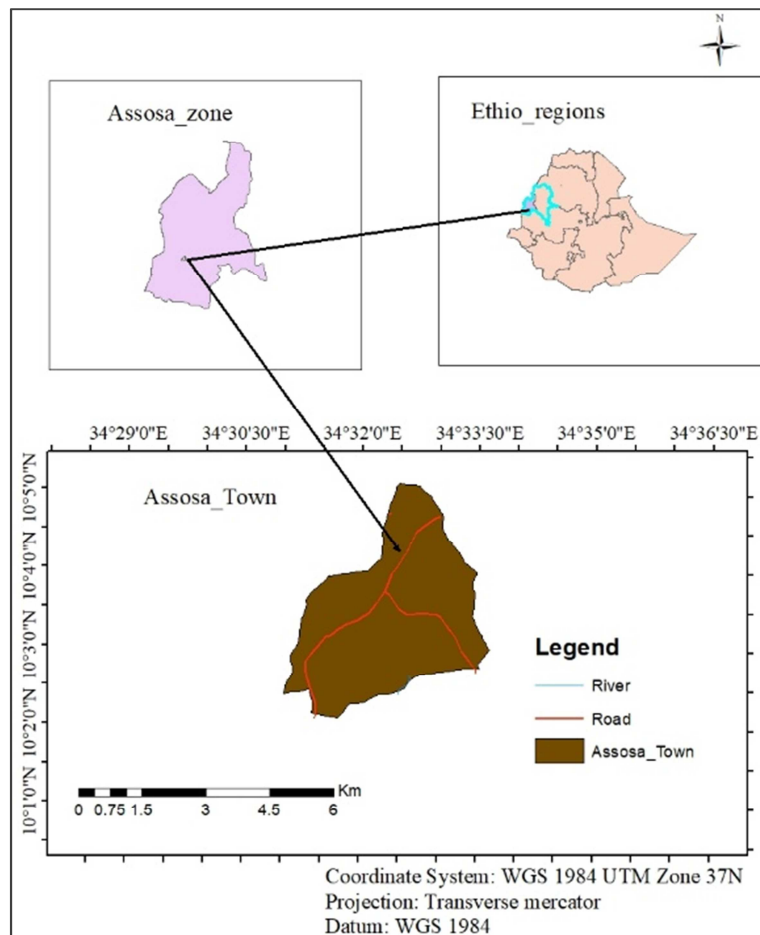 N
Assosa_zone
Ethio_regions
34°29'0"E 34°30'30"E 34°32'0"E 34°33'30"E 34°35'0"E 34°36'30"E
10°5'0"N
10°4'0"N
10°3'0"N
10°2'0"N
10°1'0"N
Assosa_Town
Legend
River
Road
Assosa_Town
Km
0 0.75 1.5 3 4.5 6
Coordinate System: WGS 1984 UTM Zone 37N
Projection: Transverse mercator
Datum: WGS 1984